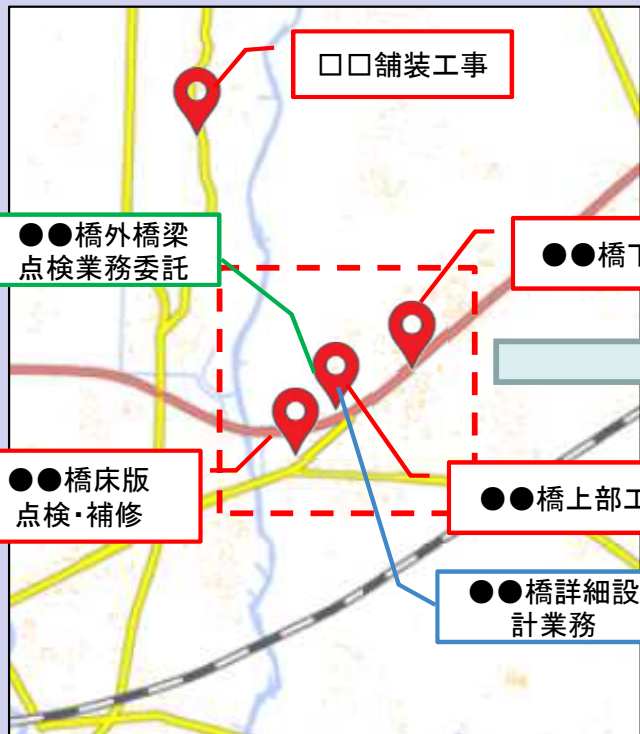 □□舗装工事
●●橋外橋梁
点検業務委託
●●橋下
●●橋床版
点検・補修
●●橋上部工
●●橋詳細設
計業務